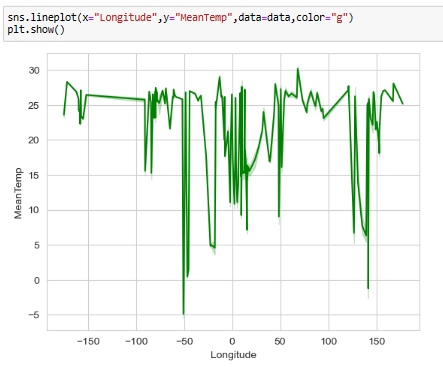 sns.lineplot(x="Longitude",y="MeanTemp",data=data,color="g")
plt.show()
30
25
20
15
10
5
0
−5
MeanTemp
−150 −100 −50 0 50 100 150
Longitude